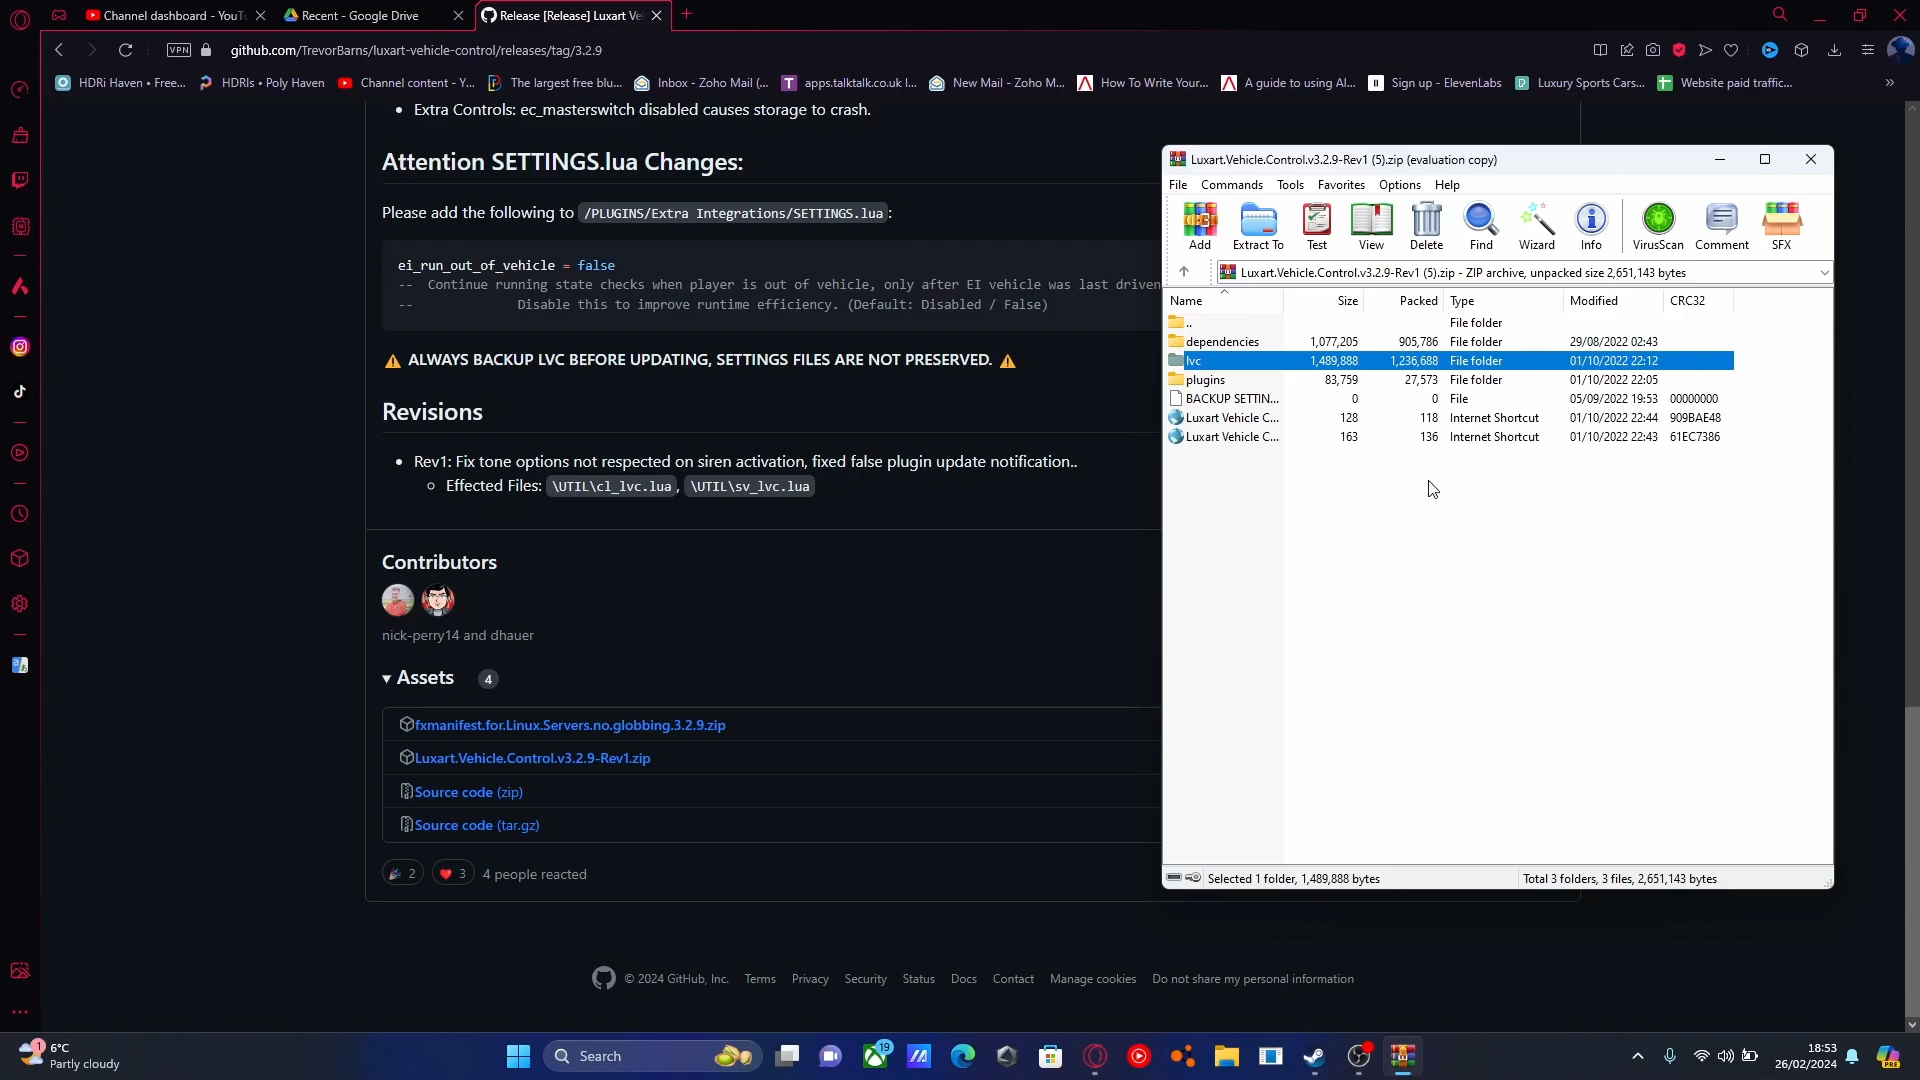 Channel dashboard - YouTu
Recent - Google Drive
Release [Release] Luxart Ve
VPN
github.com/TrevorBarns/luxart-vehicle-control/releases/tag/3.2.9
HDRi Haven • Free...
HDRIs • Poly Haven
Channel content - Y...
The largest free blu...
Inbox - Zoho Mail (...
apps.talktalk.co.uk l...
New Mail - Zoho M...
How To Write Your...
A guide to using AI...
Sign up - ElevenLabs
Luxury Sports Cars...
Website paid traffic...
»
Extra Controls: ec_masterswitch disabled causes storage to crash.
Attention SETTINGS.lua Changes:
Please add the following to /PLUGINS/Extra Integrations/SETTINGS.lua:
ei_run_out_of_vehicle = false
-- Continue running state checks when player is out of vehicle, only after EI vehicle was last driven
-- Disable this to improve runtime efficiency. (Default: Disabled / False)
⚠ ALWAYS BACKUP LVC BEFORE UPDATING, SETTINGS FILES ARE NOT PRESERVED. ⚠
Revisions
Rev1: Fix tone options not respected on siren activation, fixed false plugin update notification..
Effected Files: \UTIL\cl_lvc.lua, \UTIL\sv_lvc.lua
Contributors
nick-perry14 and dhauer
Assets 4
fxmanifest.for.Linux.Servers.no.globbing.3.2.9.zip
Luxart.Vehicle.Control.v3.2.9-Rev1.zip
Source code (zip)
Source code (tar.gz)
2
3
4 people reacted
© 2024 GitHub, Inc. Terms Privacy Security Status Docs Contact Manage cookies Do not share my personal information
Luxart.Vehicle.Control.v3.2.9-Rev1 (5).zip (evaluation copy)
File Commands Tools Favorites Options Help
Add Extract To Test View Delete Find Wizard Info VirusScan Comment SFX
Luxart.Vehicle.Control.v3.2.9-Rev1 (5).zip - ZIP archive, unpacked size 2,651,143 bytes
Name Size Packed Type Modified CRC32
.. File folder
dependencies 1,077,205 905,786 File folder 29/08/2022 02:43
lvc 1,489,888 1,236,688 File folder 01/10/2022 22:12
plugins 83,759 27,573 File folder 01/10/2022 22:05
BACKUP SETTIN... 0 0 File 05/09/2022 19:53 00000000
Luxart Vehicle C... 128 118 Internet Shortcut 01/10/2022 22:44 909BAE48
Luxart Vehicle C... 163 136 Internet Shortcut 01/10/2022 22:43 61EC7386
Selected 1 folder, 1,489,888 bytes
Total 3 folders, 3 files, 2,651,143 bytes
1
6°C
Partly cloudy
Search
19
18:53
26/02/2024
PRE